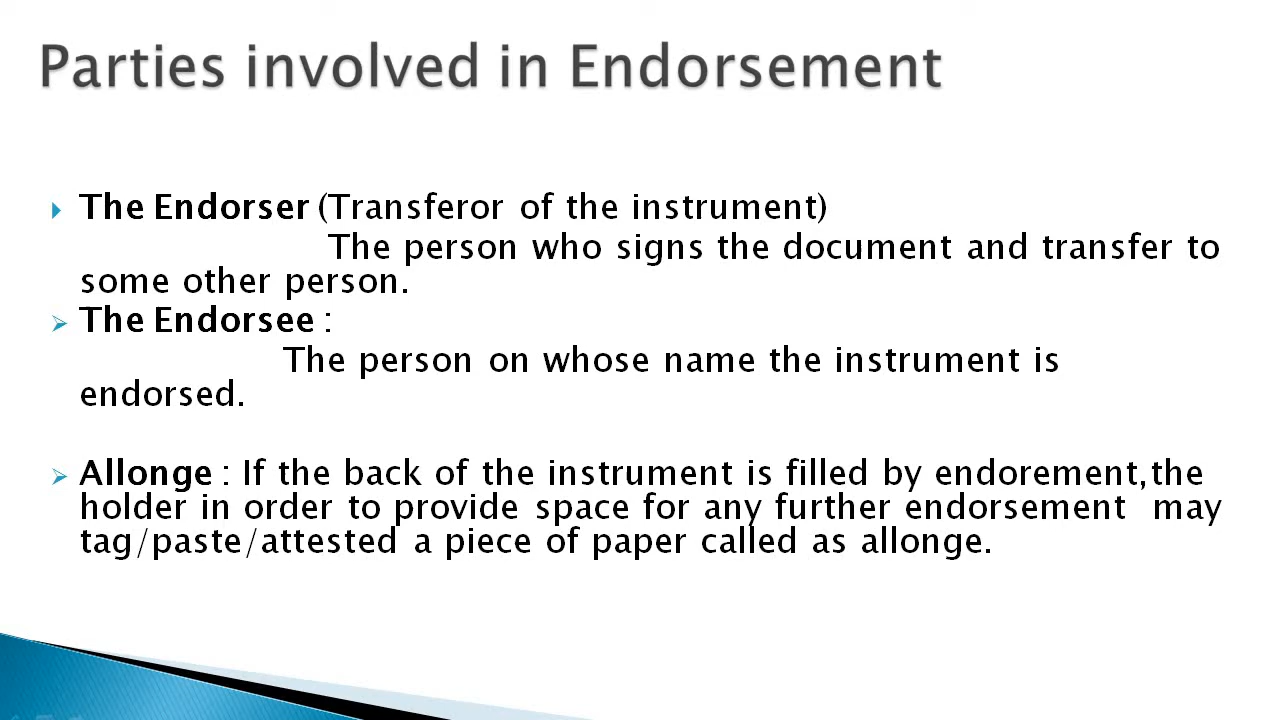 Parties involved in Endorsement
The Endorser (Transferor of the instrument)
The person who signs the document and transfer to
some other person.
The Endorsee :
The person on whose name the instrument is
endorsed.
Allonge : If the back of the instrument is filled by endorement,the
holder in order to provide space for any further endorsement may
tag/paste/attested a piece of paper called as allonge.